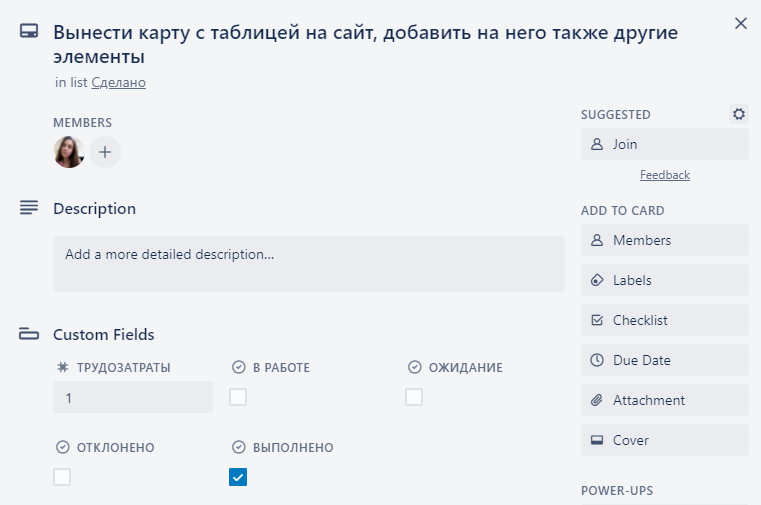 Вынести карту с таблицей на сайт, добавить на него также другие
элементы
in list Сделано
MEMBERS
Description
Add a more detailed description...
Custom Fields
ТРУДОЗАТРАТЫ
В РАБОТЕ
ОЖИДАНИЕ
1
ОТКЛОНЕНО
ВЫПОЛНЕНО
SUGGESTED
Join
Feedback
ADD TO CARD
Members
Labels
Checklist
Due Date
Attachment
Cover
POWER-UPS